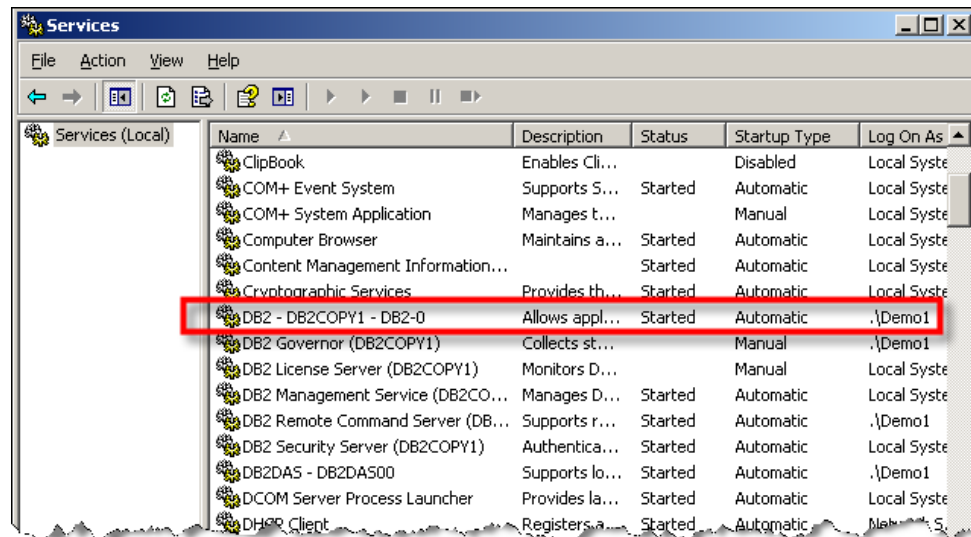 Services
File Action View Help
Services (Local)
Name Description Status Startup Type Log On As
ClipBook Enables Cli... Disabled Local Syste
COM+ Event System Supports S... Started Automatic Local Syste
COM+ System Application Manages t... Manual Local Syste
Computer Browser Maintains a... Started Automatic Local Syste
Content Management Information... Started Automatic Local Syste
Cryptographic Services Provides th... Started Automatic Local Syste
DB2 - DB2COPY1 - DB2-0 Allows appl... Started Automatic .\Demo1
DB2 Governor (DB2COPY1) Collects st... Manual .\Demo1
DB2 License Server (DB2COPY1) Monitors D... Manual Local Syste
DB2 Management Service (DB2CO... Manages D... Started Automatic Local Syste
DB2 Remote Command Server (DB... Supports r... Started Automatic .\Demo1
DB2 Security Server (DB2COPY1) Authentica... Started Automatic Local Syste
DB2DAS - DB2DAS00 Supports lo... Started Automatic .\Demo1
DCOM Server Process Launcher Provides la... Started Automatic Local Syste
DHCP Client Registers a... Started Automatic